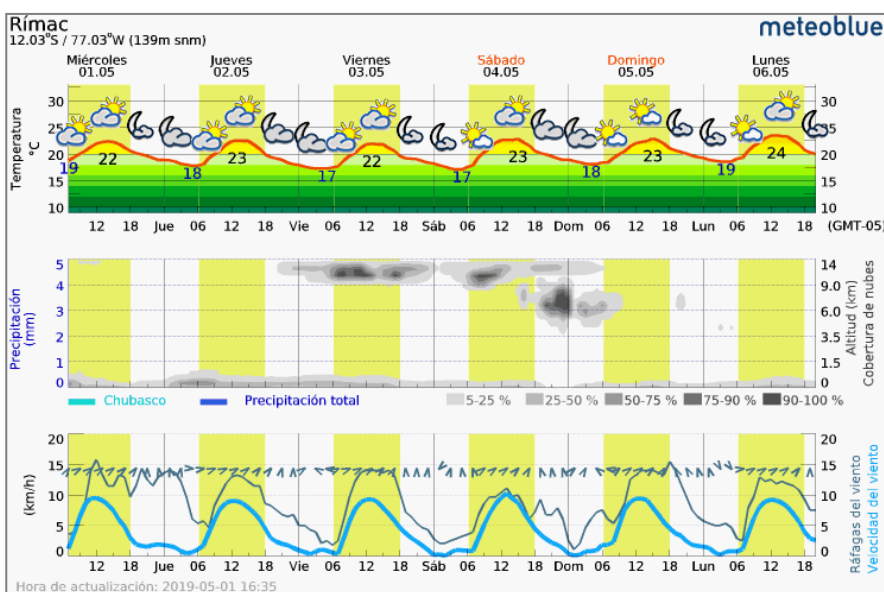 Rímac
meteoblue
12.03°S / 77.03°W (139m snm)
Miércoles Jueves Viernes Sábado Domingo Lunes
01.05 02.05 03.05 04.05 05.05 06.05
Temperatura
°C
30 30
25 25
20 20
15 15
10 10
19 22 18 23 17 22 17 23 18 23 19 24
12 18 Jue 06 12 18 Vie 06 12 18 Sáb 06 12 18 Dom 06 12 18 Lun 06 12 18 (GMT-05)
Precipitación
(mm)
5 14
4 9.0
3 6.0
2 3.5
1 1.5
0 0
Altitud (km)
Cobertura de nubes
Chubasco Precipitación total 5-25 % 25-50 % 50-75 % 75-90 % 90-100 %
(km/h)
20 20
15 15
10 10
5 5
0 0
Ráfagas del viento
Velocidad del viento
12 18 Jue 06 12 18 Vie 06 12 18 Sáb 06 12 18 Dom 06 12 18 Lun 06 12 18
Hora de actualización: 2019-05-01 16:35